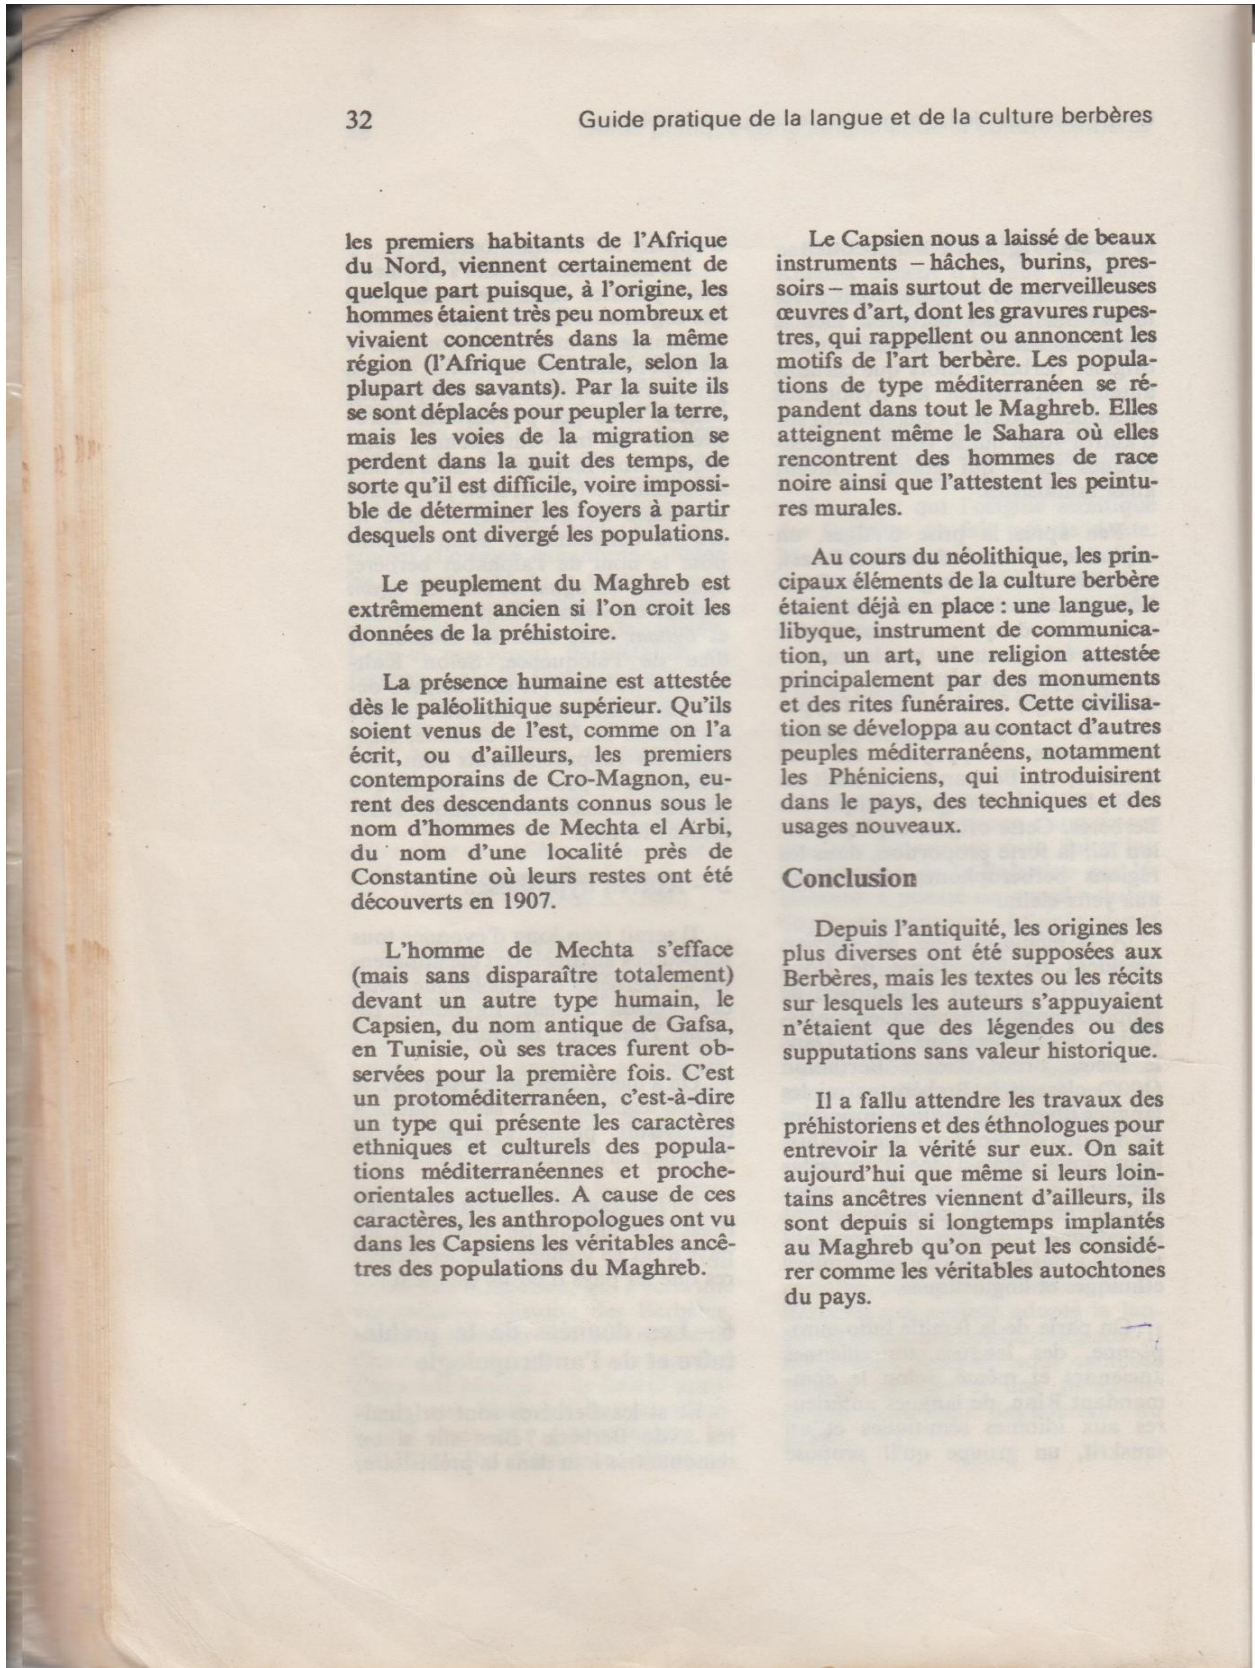 32
Guide pratique de la langue et de la culture berbères
les premiers habitants de l'Afrique
du Nord, viennent certainement de
quelque part puisque, à l'origine, les
hommes étaient très peu nombreux et
vivaient concentrés dans la même
région (l'Afrique Centrale, selon la
plupart des savants). Par la suite ils
se sont déplacés pour peupler la terre,
mais les voies de la migration se
perdent dans la nuit des temps, de
sorte qu'il est difficile, voire impossi-
ble de déterminer les foyers à partir
desquels ont divergé les populations.
Le peuplement du Maghreb est
extrêmement ancien si l'on croit les
données de la préhistoire.
La présence humaine est attestée
dès le paléolithique supérieur. Qu'ils
soient venus de l'est, comme on l'a
écrit, ou d'ailleurs, les premiers
contemporains de Cro-Magnon, eu-
rent des descendants connus sous le
nom d'hommes de Mechta el Arbi,
du nom d'une localité près de
Constantine où leurs restes ont été
découverts en 1907.
L'homme de Mechta s'efface
(mais sans disparaître totalement)
devant un autre type humain, le
Capsien, du nom antique de Gafsa,
en Tunisie, où ses traces furent ob-
servées pour la première fois. C'est
un protoméditerranéen, c'est-à-dire
un type qui présente les caractères
ethniques et culturels des popula-
tions méditerranéennes et proche-
orientales actuelles. A cause de ces
caractères, les anthropologues ont vu
dans les Capsiens les véritables ancê-
tres des populations du Maghreb.
Le Capsien nous a laissé de beaux
instruments – hâches, burins, pres-
soirs – mais surtout de merveilleuses
œuvres d'art, dont les gravures rupes-
tres, qui rappellent ou annoncent les
motifs de l'art berbère. Les popula-
tions de type méditerranéen se ré-
pandent dans tout le Maghreb. Elles
atteignent même le Sahara où elles
rencontrent des hommes de race
noire ainsi que l'attestent les peintu-
res murales.
Au cours du néolithique, les prin-
cipaux éléments de la culture berbère
étaient déjà en place : une langue, le
libyque, instrument de communica-
tion, un art, une religion attestée
principalement par des monuments
et des rites funéraires. Cette civilisa-
tion se développa au contact d'autres
peuples méditerranéens, notamment
les Phéniciens, qui introduisirent
dans le pays, des techniques et des
usages nouveaux.
Conclusion
Depuis l'antiquité, les origines les
plus diverses ont été supposées aux
Berbères, mais les textes ou les récits
sur lesquels les auteurs s'appuyaient
n'étaient que des légendes ou des
supputations sans valeur historique.
Il a fallu attendre les travaux des
préhistoriens et des éthnologues pour
entrevoir la vérité sur eux. On sait
aujourd'hui que même si leurs loin-
tains ancêtres viennent d'ailleurs, ils
sont depuis si longtemps implantés
au Maghreb qu'on peut les considé-
rer comme les véritables autochtones
du pays.